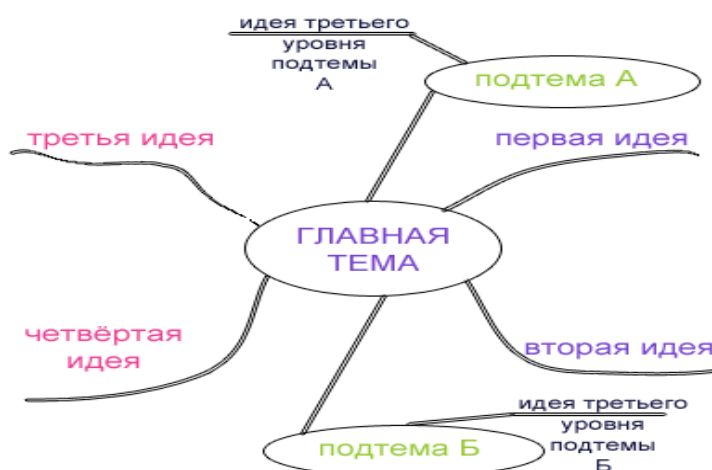 идея третьего
уровня
подтемы
А
подтема А
третья идея
первая идея
ГЛАВНАЯ
ТЕМА
четвёртая
идея
вторая идея
подтема Б
идея третьего
уровня
подтемы
Б